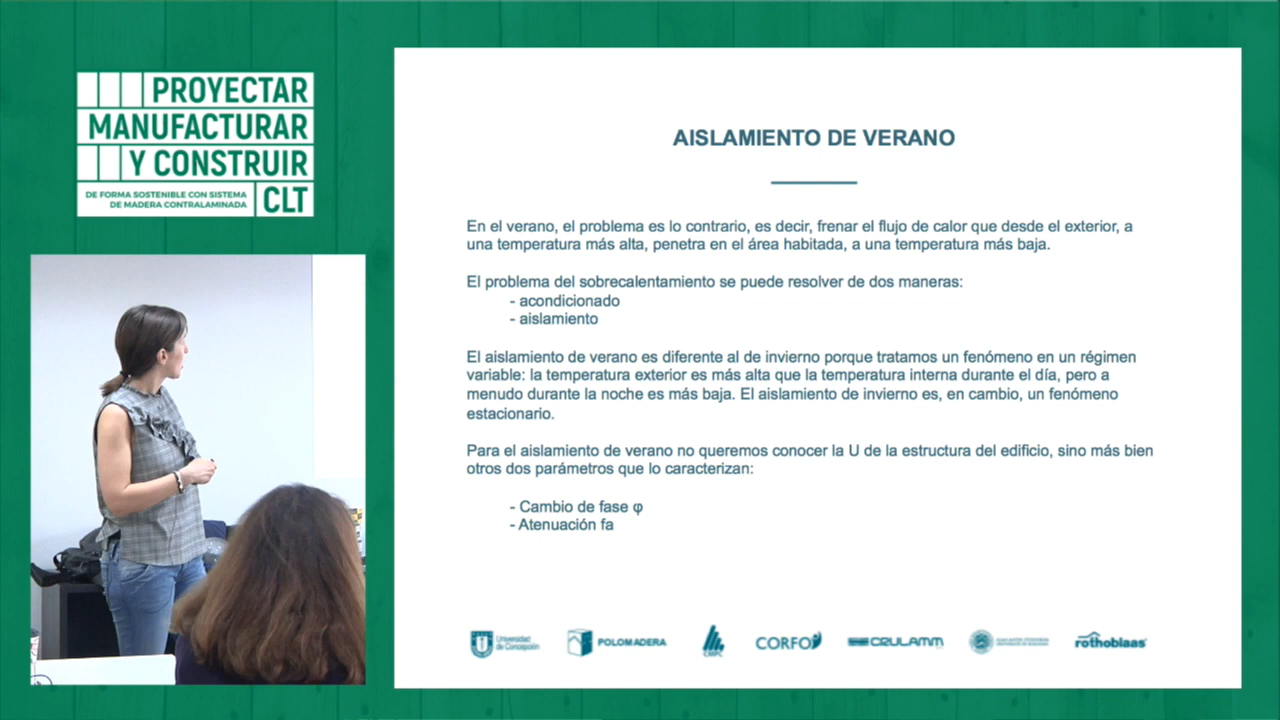 PROYECTAR
MANUFACTURAR
Y CONSTRUIR
DE FORMA SOSTENIBLE CON SISTEMA
DE MADERA CONTRALAMINADA
CLT
AISLAMIENTO DE VERANO
En el verano, el problema es lo contrario, es decir, frenar el flujo de calor que desde el exterior, a
una temperatura más alta, penetra en el área habitada, a una temperatura más baja.
El problema del sobrecalentamiento se puede resolver de dos maneras:
- acondicionado
- aislamiento
El aislamiento de verano es diferente al de invierno porque tratamos un fenómeno en un régimen
variable: la temperatura exterior es más alta que la temperatura interna durante el día, pero a
menudo durante la noche es más baja. El aislamiento de invierno es, en cambio, un fenómeno
estacionario.
Para el aislamiento de verano no queremos conocer la U de la estructura del edificio, sino más bien
otros dos parámetros que lo caracterizan:
- Cambio de fase φ
- Atenuación fa
Universidad
de Concepción
POLOMADERA
CMPC
CORFO
CRULAMM
rothoblaas